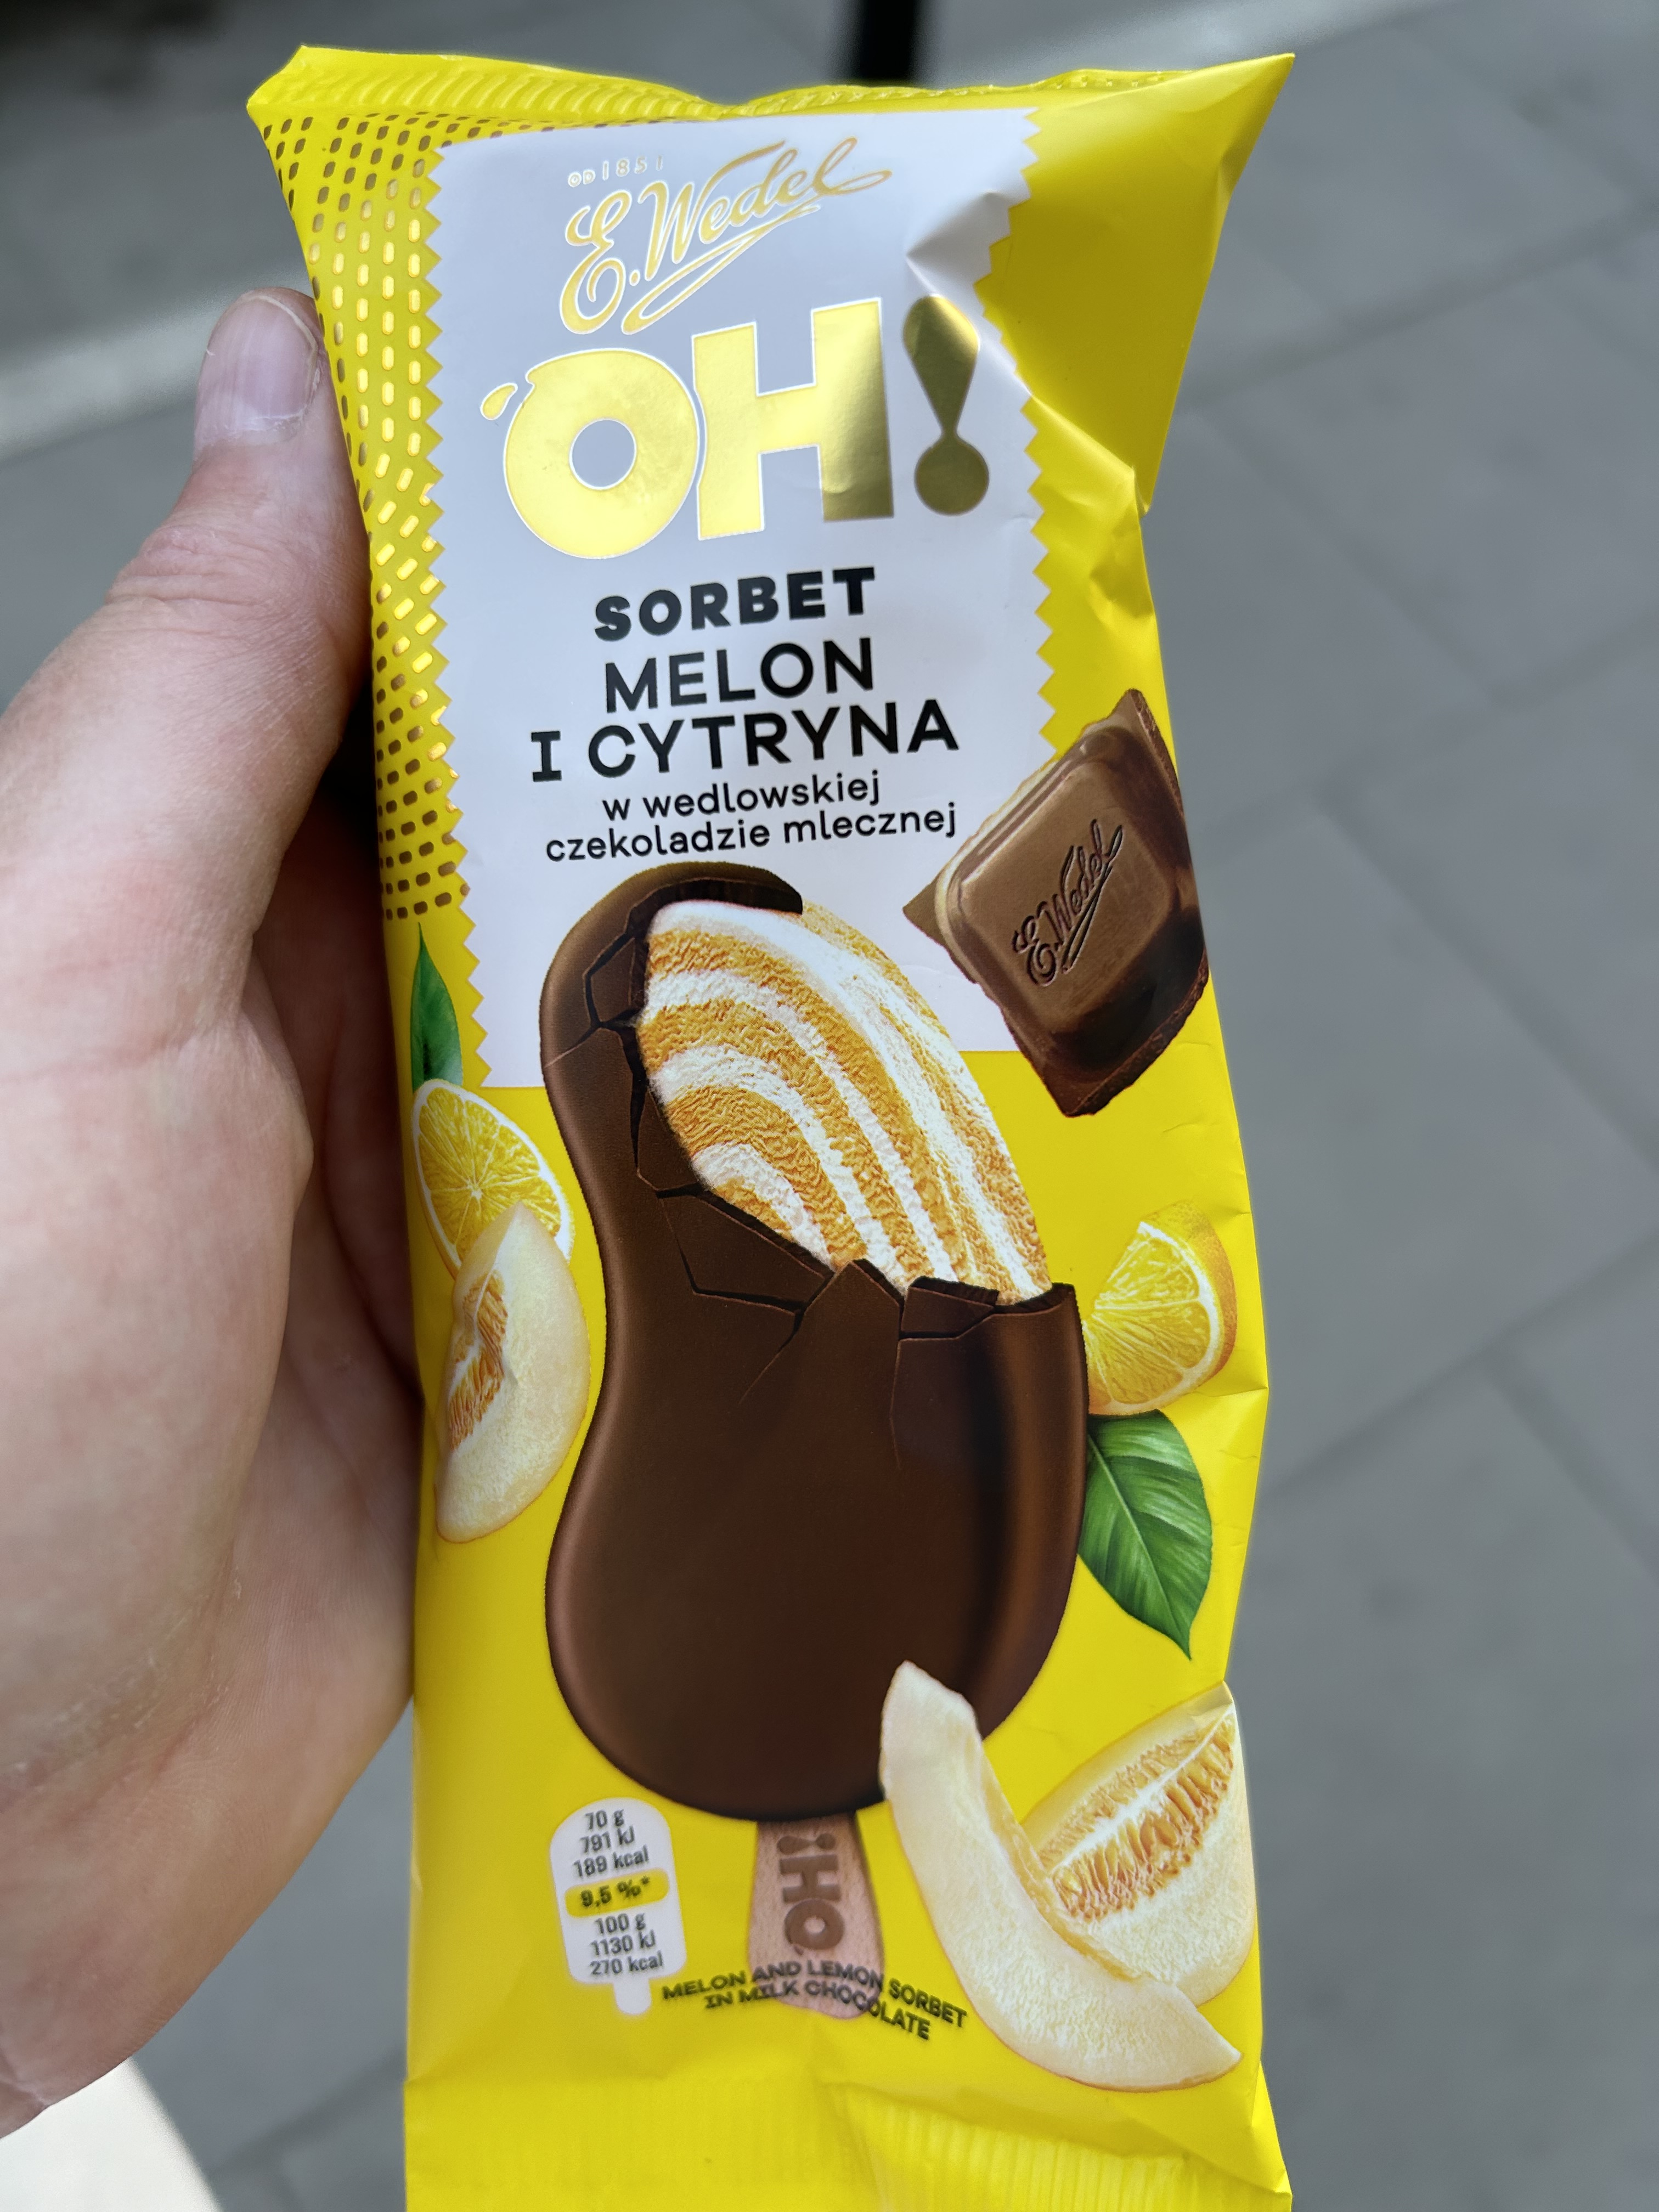 OD 1851
E.Wedel
OH!
SORBET
MELON
I CYTRYNA
w wedlowskiej
czekoladzie mlecznej
E.Wedel
70 g
791 kJ
189 kcal
9,5 %*
100 g
1130 kJ
270 kcal
OH!
MELON AND LEMON SORBET
IN MILK CHOCOLATE